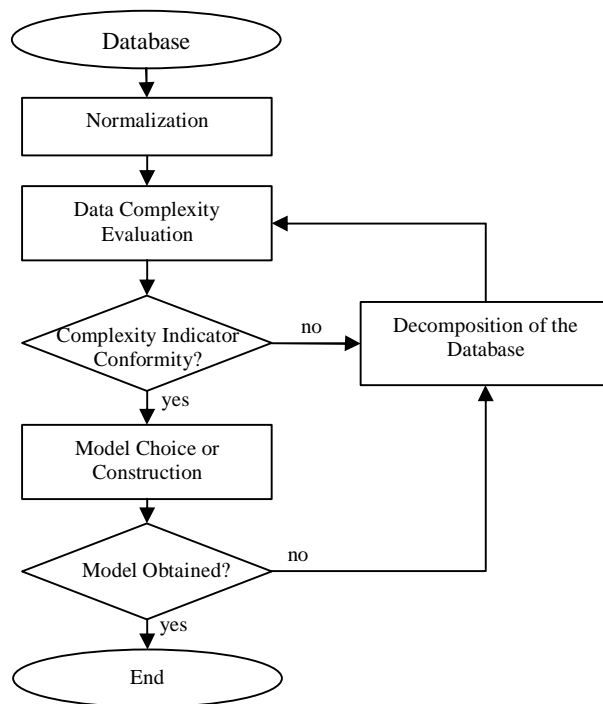 Database
Normalization
Data Complexity
Evaluation
Complexity Indicator
Conformity?
no
Decomposition of the
Database
yes
Model Choice or
Construction
Model Obtained?
no
yes
End